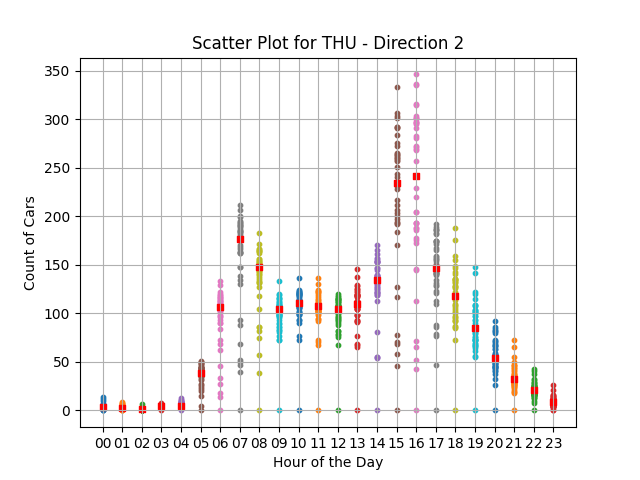 Scatter Plot for THU - Direction 2
350
300
250
200
150
100
50
0
Count of Cars
00 01 02 03 04 05 06 07 08 09 10 11 12 13 14 15 16 17 18 19 20 21 22 23
Hour of the Day